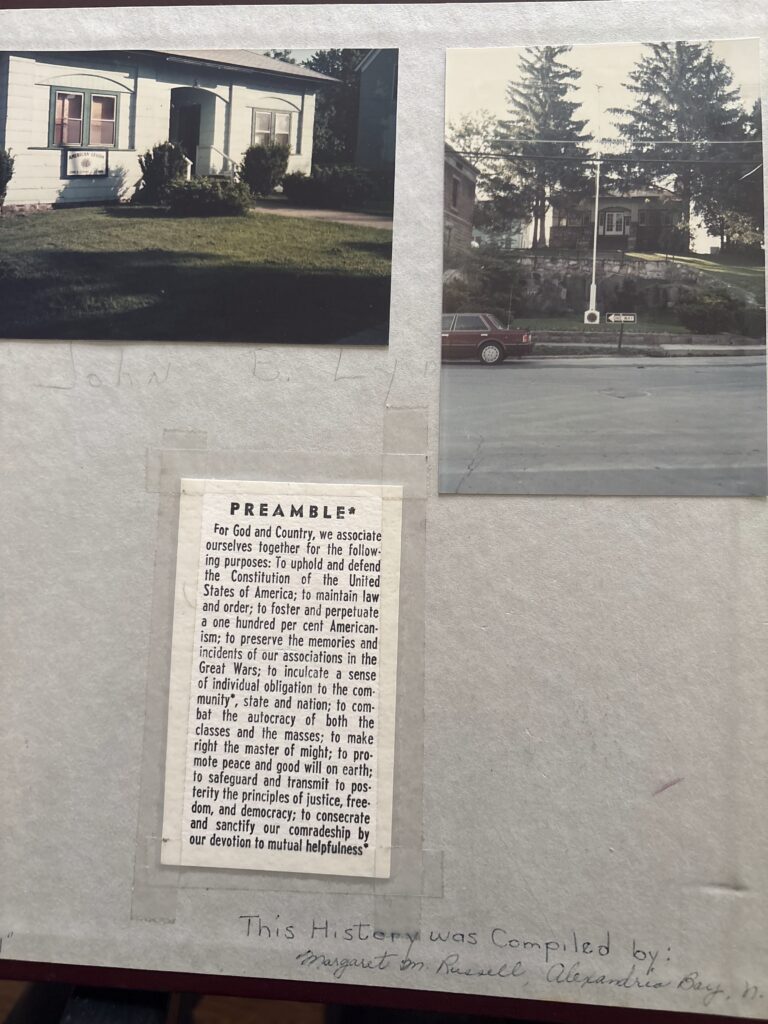 AMERICAN LEGION
ONE WAY
John E. Lyn
PREAMBLE*
For God and Country, we associate
ourselves together for the follow-
ing purposes: To uphold and defend
the Constitution of the United
States of America; to maintain law
and order; to foster and perpetuate
a one hundred per cent American-
ism; to preserve the memories and
incidents of our associations in the
Great Wars; to inculcate a sense
of individual obligation to the com-
munity*, state and nation; to com-
bat the autocracy of both the
classes and the masses; to make
right the master of might; to pro-
mote peace and good will on earth;
to safeguard and transmit to pos-
terity the principles of justice, free-
dom, and democracy; to consecrate
and sanctify our comradeship by
our devotion to mutual helpfulness*
This History was Compiled by:
Margaret M. Russell, Alexandria Bay, N.